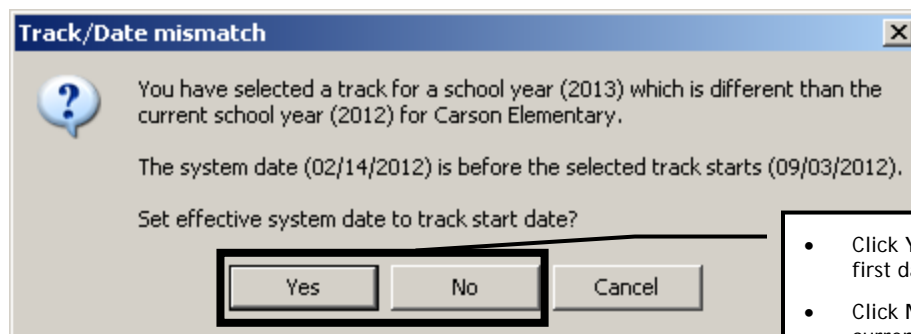 Track/Date mismatch
You have selected a track for a school year (2013) which is different than the
current school year (2012) for Carson Elementary.
The system date (02/14/2012) is before the selected track starts (09/03/2012).
Set effective system date to track start date?
Yes No Cancel
• Click
first
• Click